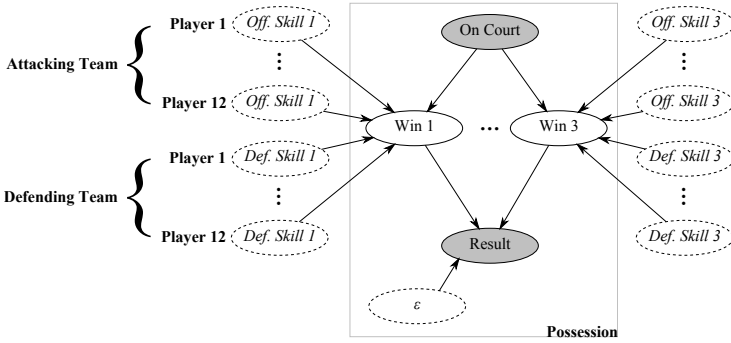 Player 1 Off. Skill 1 On Court Off. Skill 3
Attacking Team
Player 12 Off. Skill 1 Off. Skill 3
Win 1 ... Win 3
Player 1 Def. Skill 1 Def. Skill 3
Defending Team
Player 12 Def. Skill 1 Result Def. Skill 3
ε
Possession